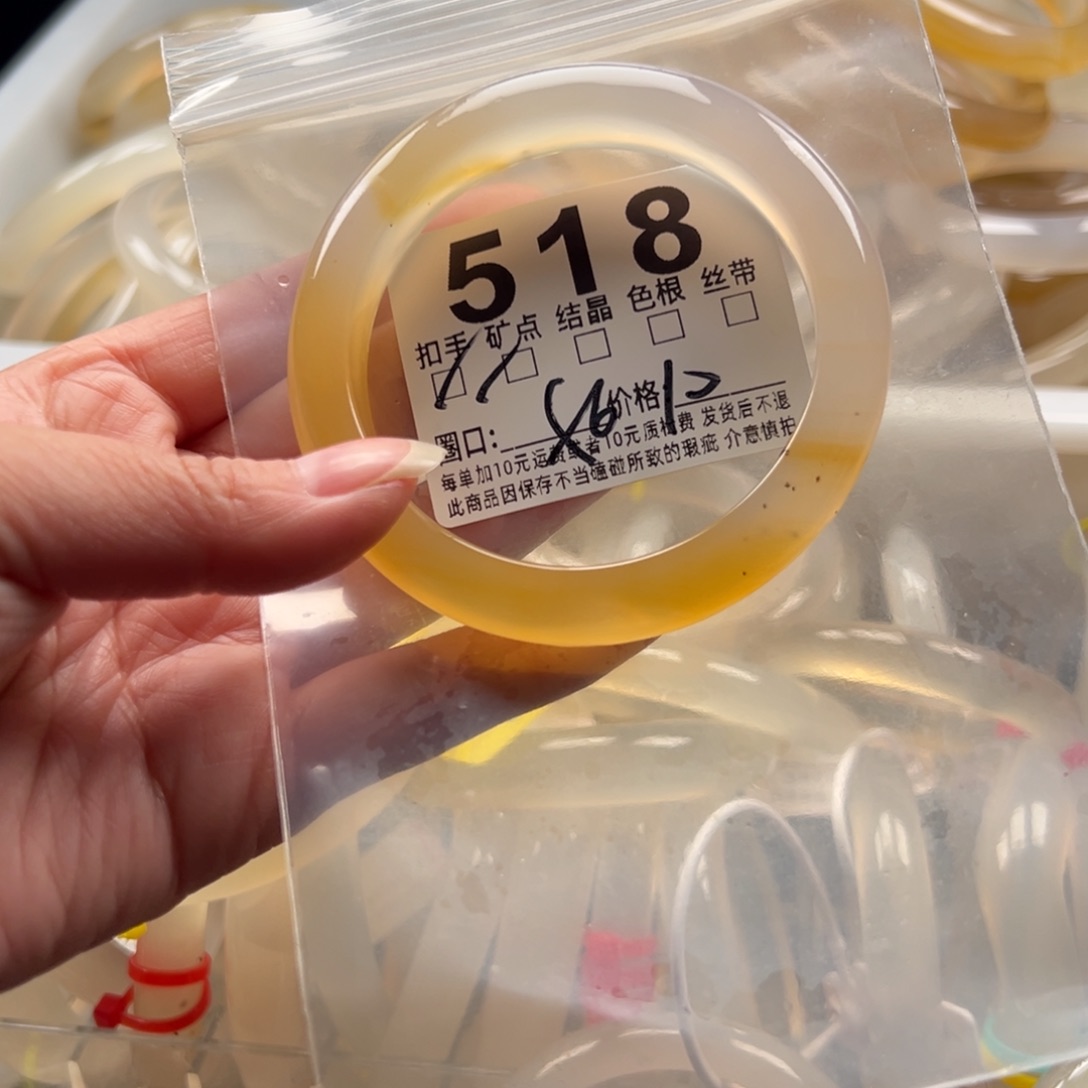 518
扣手 矿点 结晶 色根 丝带
圈口: 56 价格 12
每单加10元运费或者10元质检费 发货后不退
此商品因保存不当磕碰所致的瑕疵 介意慎拍